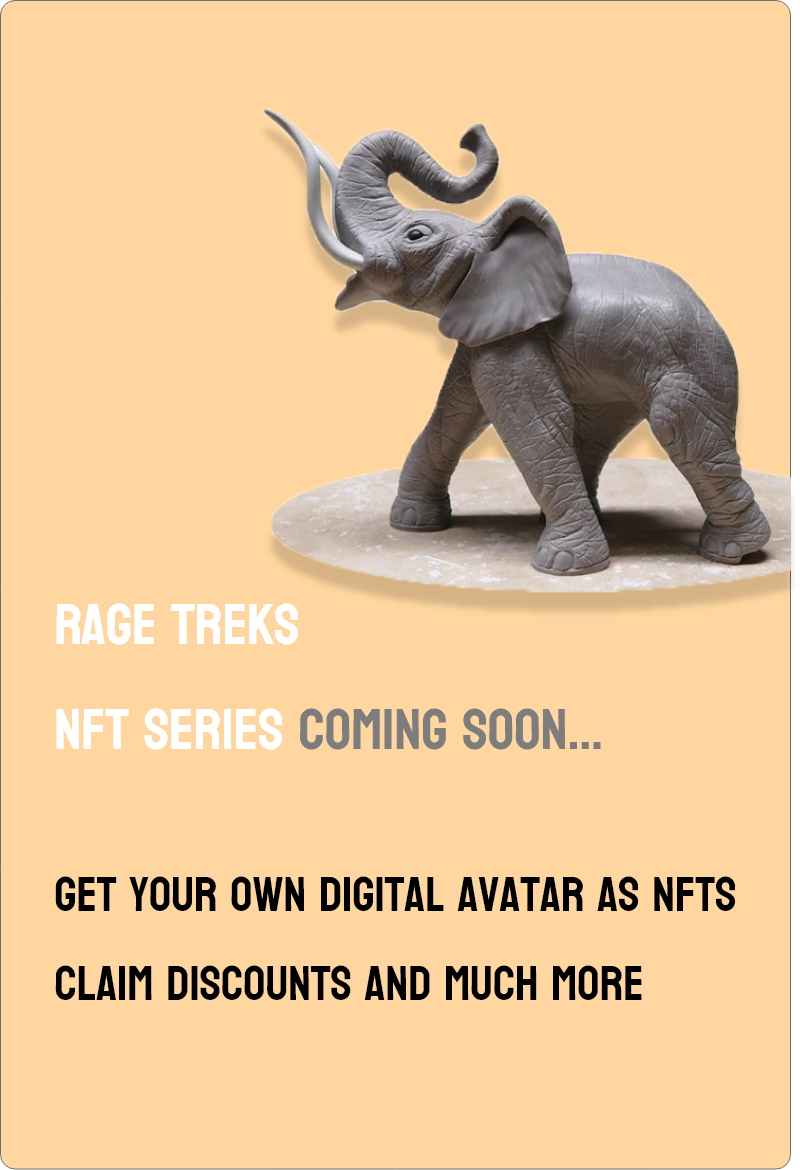 RAGE TREKS
NFT SERIES COMING SOON...
GET YOUR OWN DIGITAL AVATAR AS NFTS
CLAIM DISCOUNTS AND MUCH MORE